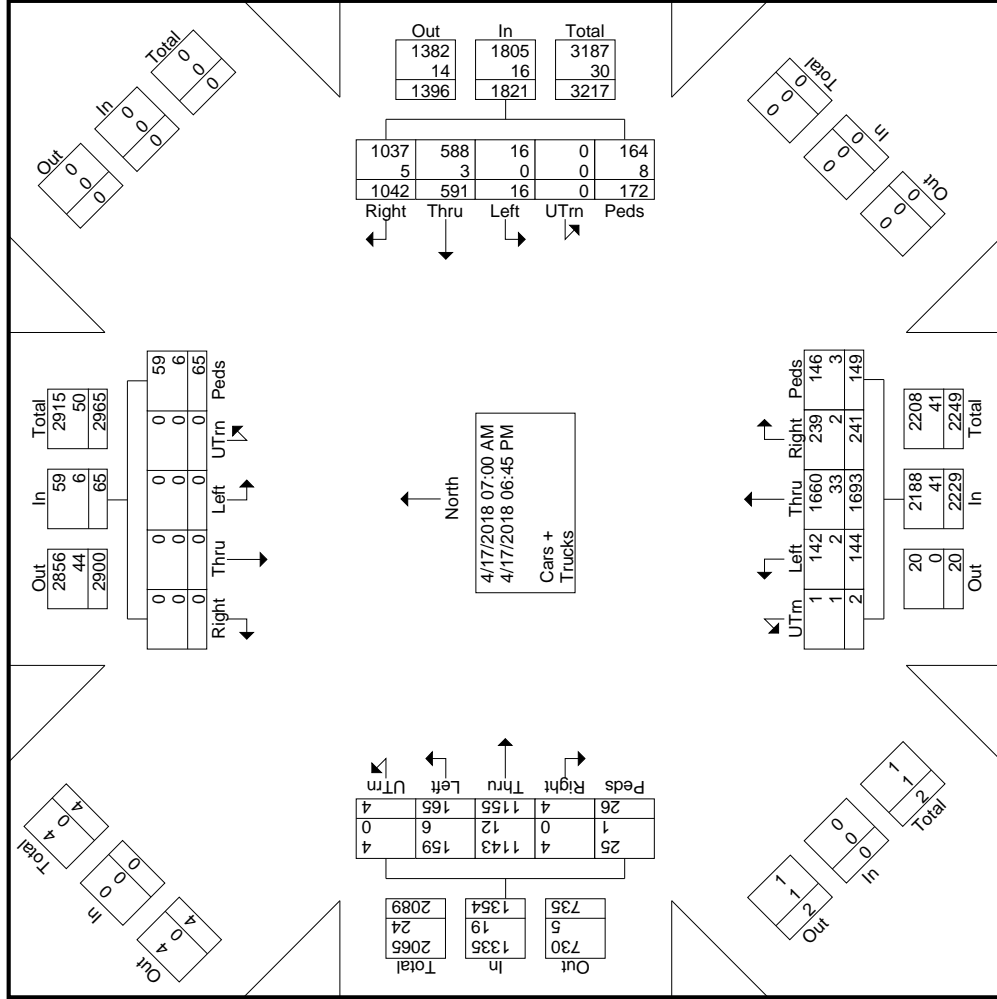 Out
1382
14
1396
In
1805
16
1821
Total
3187
30
3217
1037 588 16 0 164
5 3 0 0 8
1042 591 16 0 172
Right Thru Left UTrn Peds
Out
0
0
0
In
0
0
0
Total
0
0
0
Total
0
0
0
In
0
0
0
Out
0
0
0
Out
2856
44
2900
In
59
6
65
Total
2915
50
2965
0 0 0 0 59
0 0 0 0 6
0 0 0 0 65
Right Thru Left UTrn Peds
North
4/17/2018 07:00 AM
4/17/2018 06:45 PM
Cars +
Trucks
UTrn Left Thru Right Peds
1 142 1660 239 146
1 2 33 2 3
2 144 1693 241 149
Out
20
0
20
In
2188
41
2229
Total
2208
41
2249
Peds Right Thru Left UTrn
25 4 1143 159 4
1 0 12 6 0
26 4 1155 165 4
Out
730
5
735
In
1335
19
1354
Total
2065
24
2089
Out
4
0
4
In
0
0
0
Total
4
0
4
Out
1
1
2
In
0
0
0
Total
1
1
2